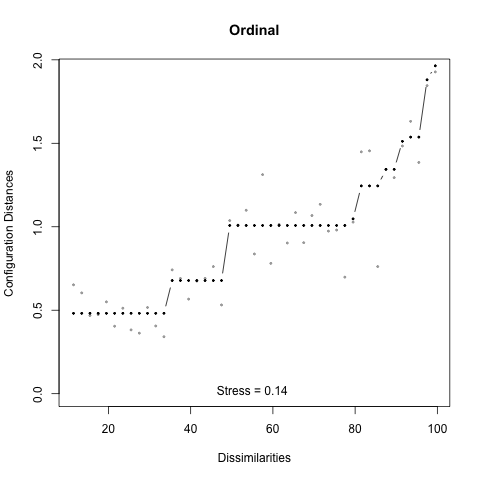 Ordinal
Configuration Distances
2.0
1.5
1.0
0.5
0.0
Stress = 0.14
20 40 60 80 100
Dissimilarities